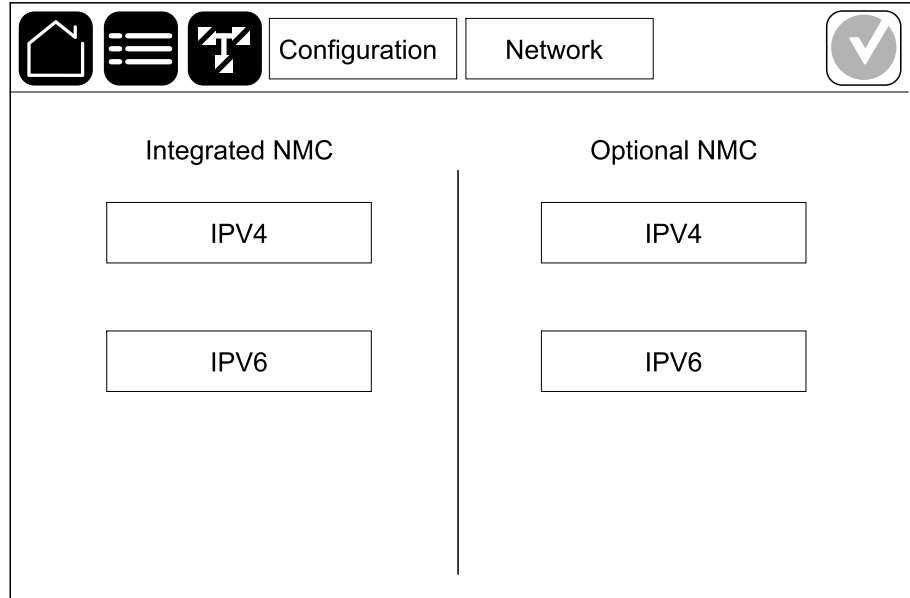 Configuration
Network
Integrated NMC
Optional NMC
IPV4
IPV4
IPV6
IPV6